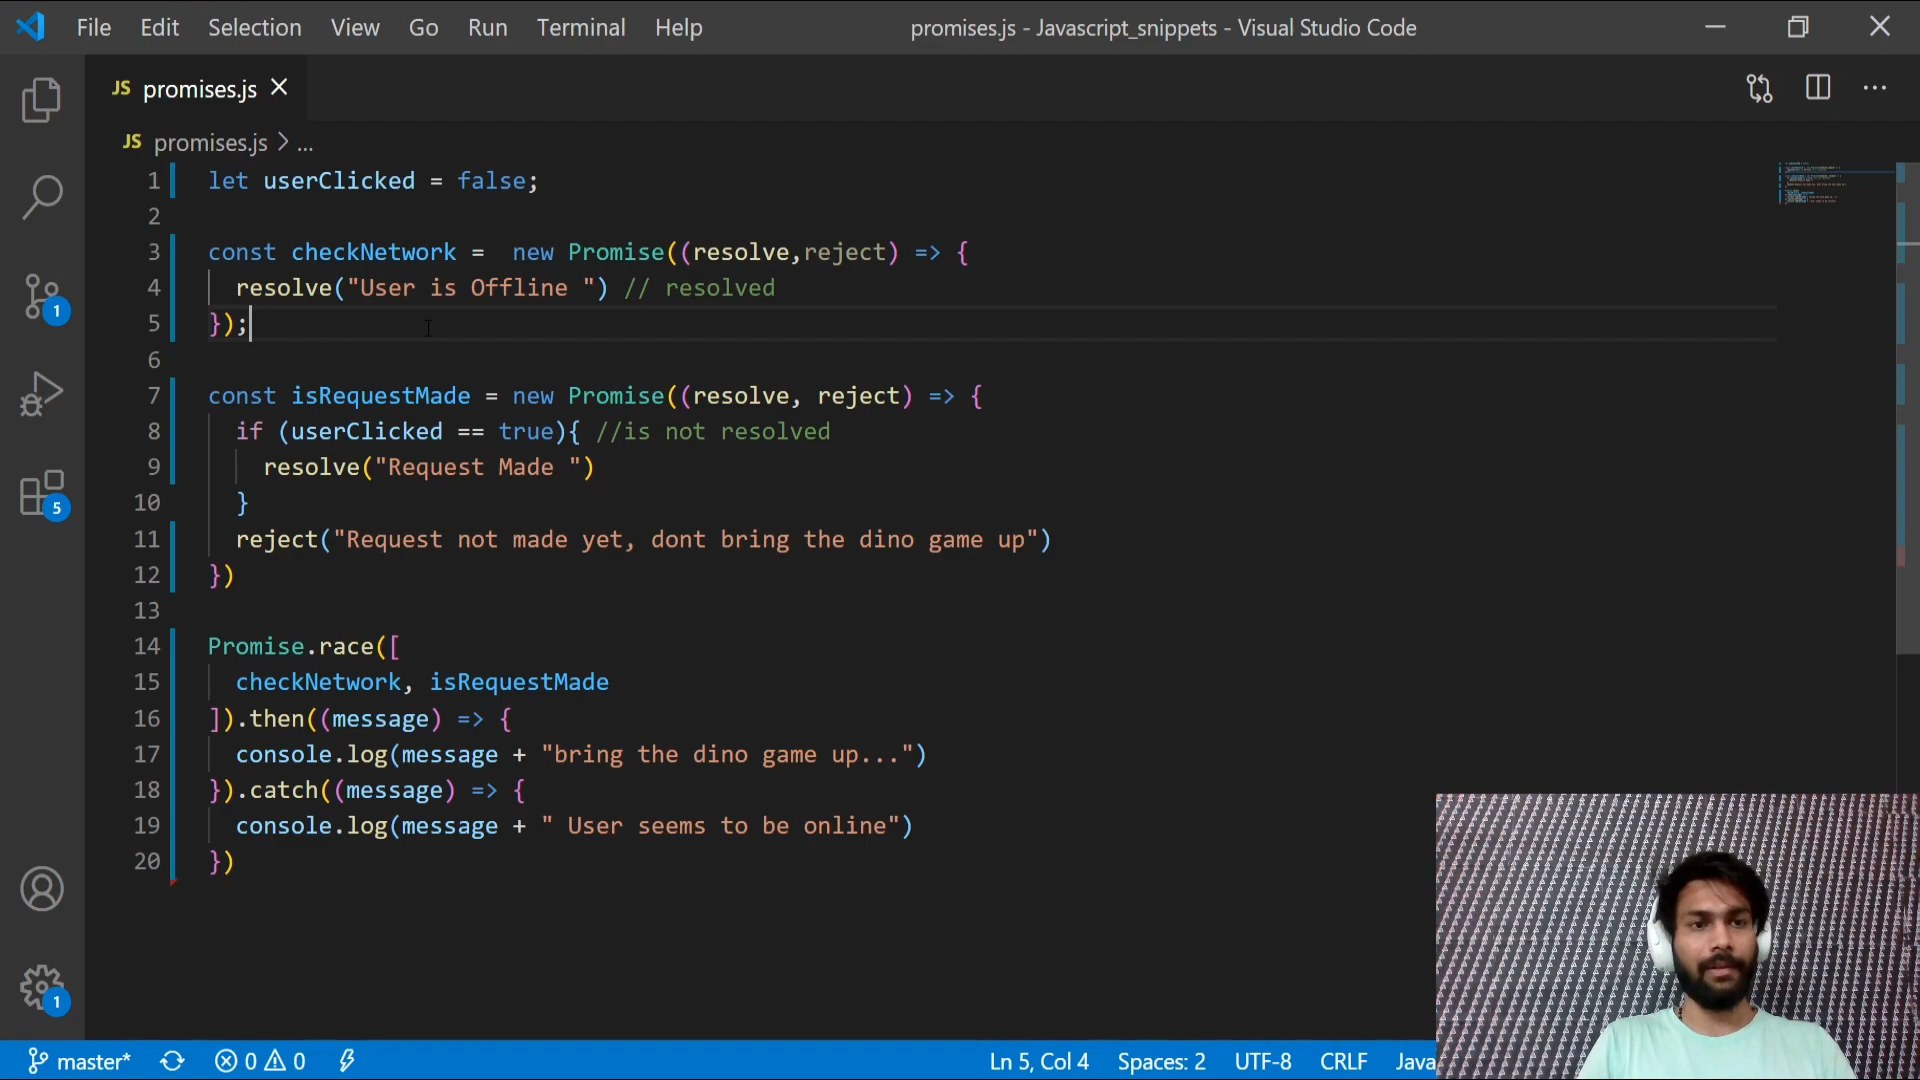 File Edit Selection View Go Run Terminal Help promises.js - Javascript_snippets - Visual Studio Code
JS promises.js
JS promises.js > ...
1 let userClicked = false;
2
3 const checkNetwork =  new Promise((resolve,reject) => {
4 resolve("User is Offline ") // resolved
5 });
6
7 const isRequestMade = new Promise((resolve, reject) => {
8 if (userClicked == true){ //is not resolved
9 resolve("Request Made ")
10 }
11 reject("Request not made yet, dont bring the dino game up")
12 })
13
14 Promise.race([
15 checkNetwork, isRequestMade
16 ]).then((message) => {
17 console.log(message + "bring the dino game up...")
18 }).catch((message) => {
19 console.log(message + " User seems to be online")
20 })
1
5
1
master* 0 0 Ln 5, Col 4 Spaces: 2 UTF-8 CRLF Java